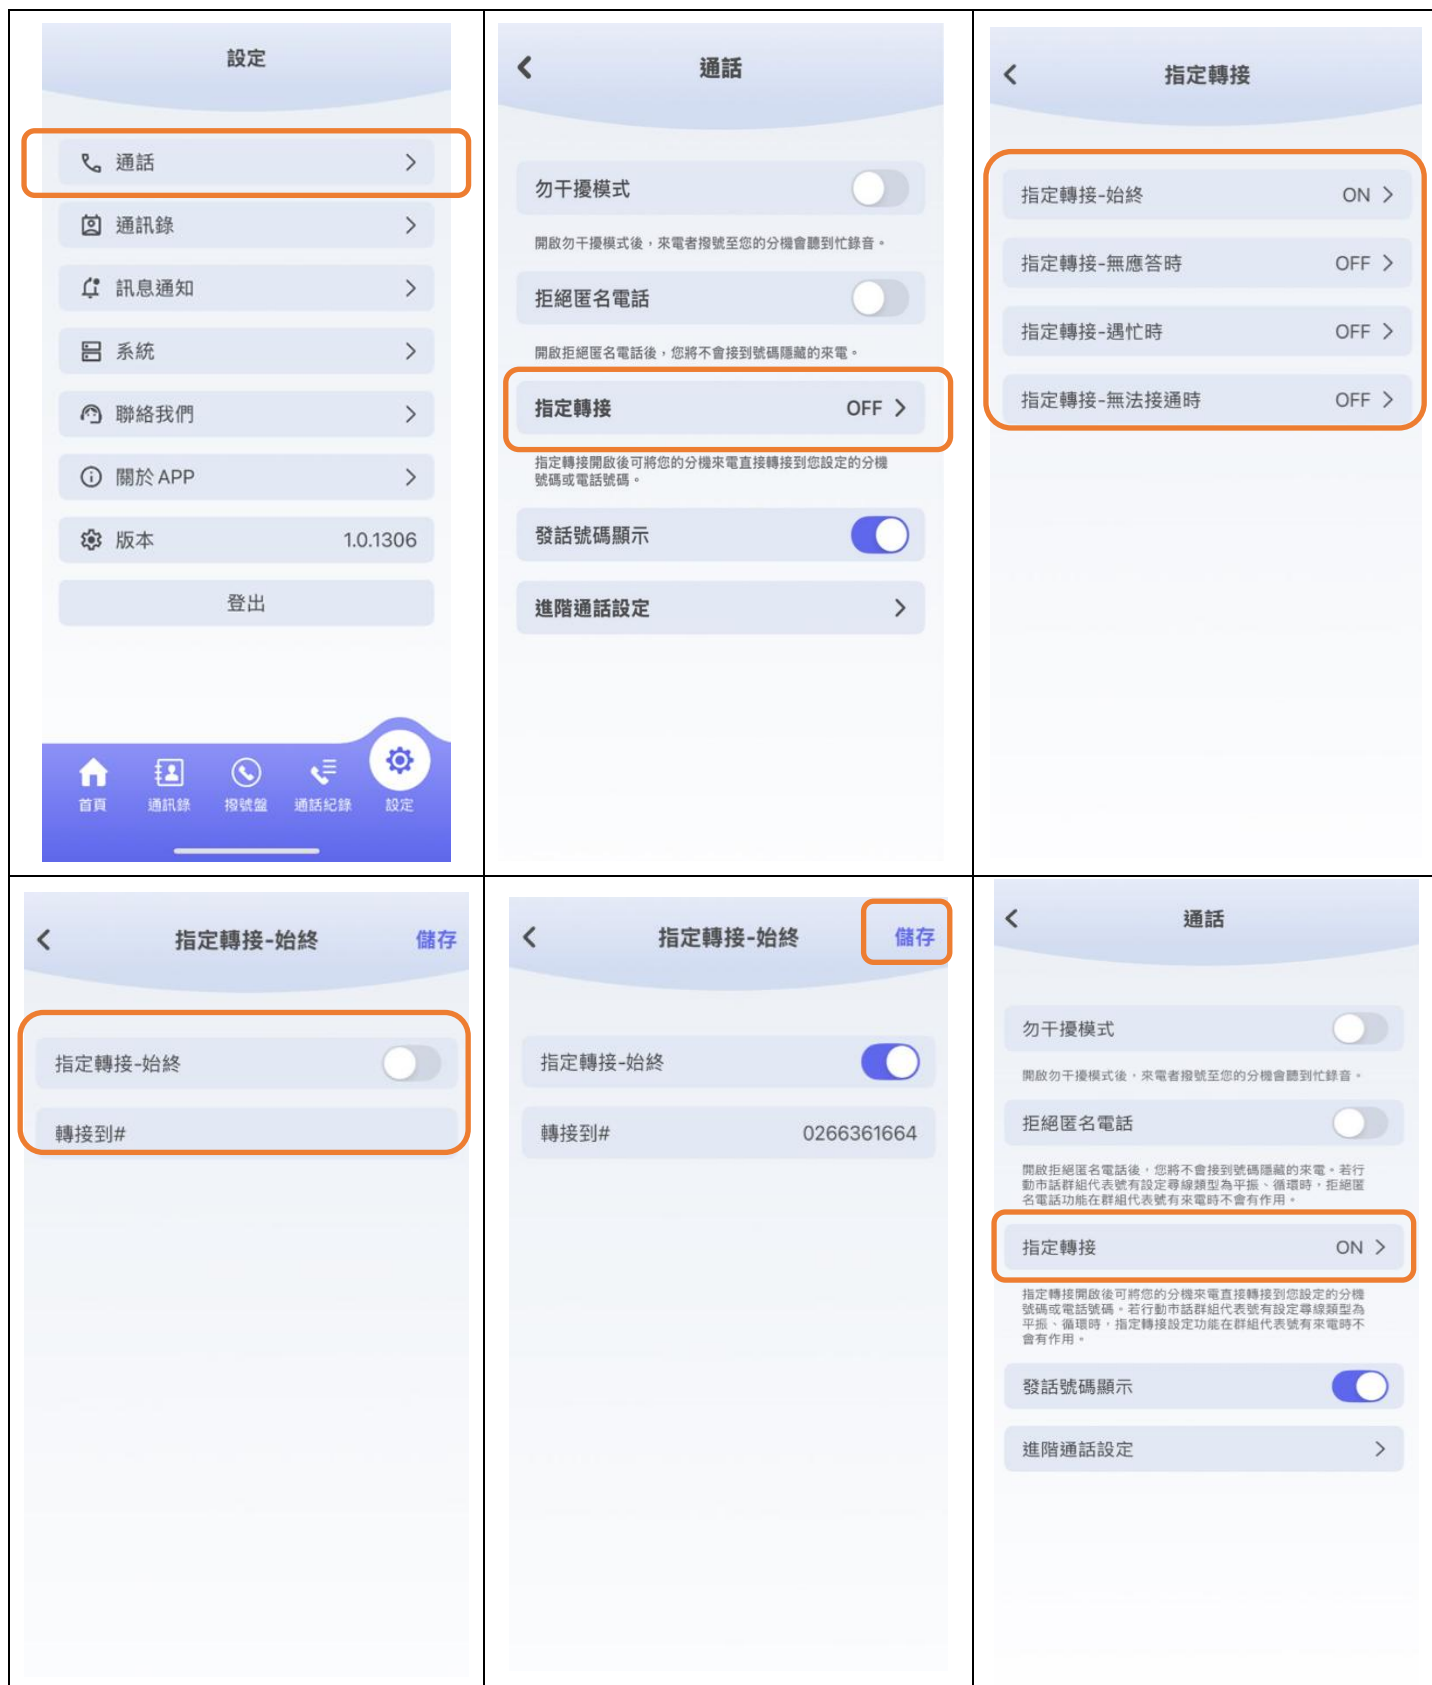 設定
通話
通訊錄
訊息通知
系統
聯絡我們
關於 APP
版本 1.0.1306
登出
首頁 通訊錄 撥號盤 通話紀錄 設定
通話
勿干擾模式
開啟勿干擾模式後，來電者撥號至您的分機會聽到忙錄音。
拒絕匿名電話
開啟拒絕匿名電話後，您將不會接到號碼隱藏的來電。
指定轉接 OFF
指定轉接開啟後可將您的分機來電直接轉接到您設定的分機
號碼或電話號碼。
發話號碼顯示
進階通話設定
指定轉接
指定轉接-始終 ON
指定轉接-無應答時 OFF
指定轉接-遇忙時 OFF
指定轉接-無法接通時 OFF
指定轉接-始終 儲存
指定轉接-始終
轉接到#
指定轉接-始終 儲存
指定轉接-始終
轉接到# 0266361664
通話
勿干擾模式
開啟勿干擾模式後，來電者撥號至您的分機會聽到忙錄音。
拒絕匿名電話
開啟拒絕匿名電話後，您將不會接到號碼隱藏的來電。若行
動市話群組代表號有設定尋線類型為平振、循環時，拒絕匿
名電話功能在群組代表號有來電時不會有作用。
指定轉接 ON
指定轉接開啟後可將您的分機來電直接轉接到您設定的分機
號碼或電話號碼。若行動市話群組代表號有設定尋線類型為
平振、循環時，指定轉接設定功能在群組代表號有來電時不
會有作用。
發話號碼顯示
進階通話設定